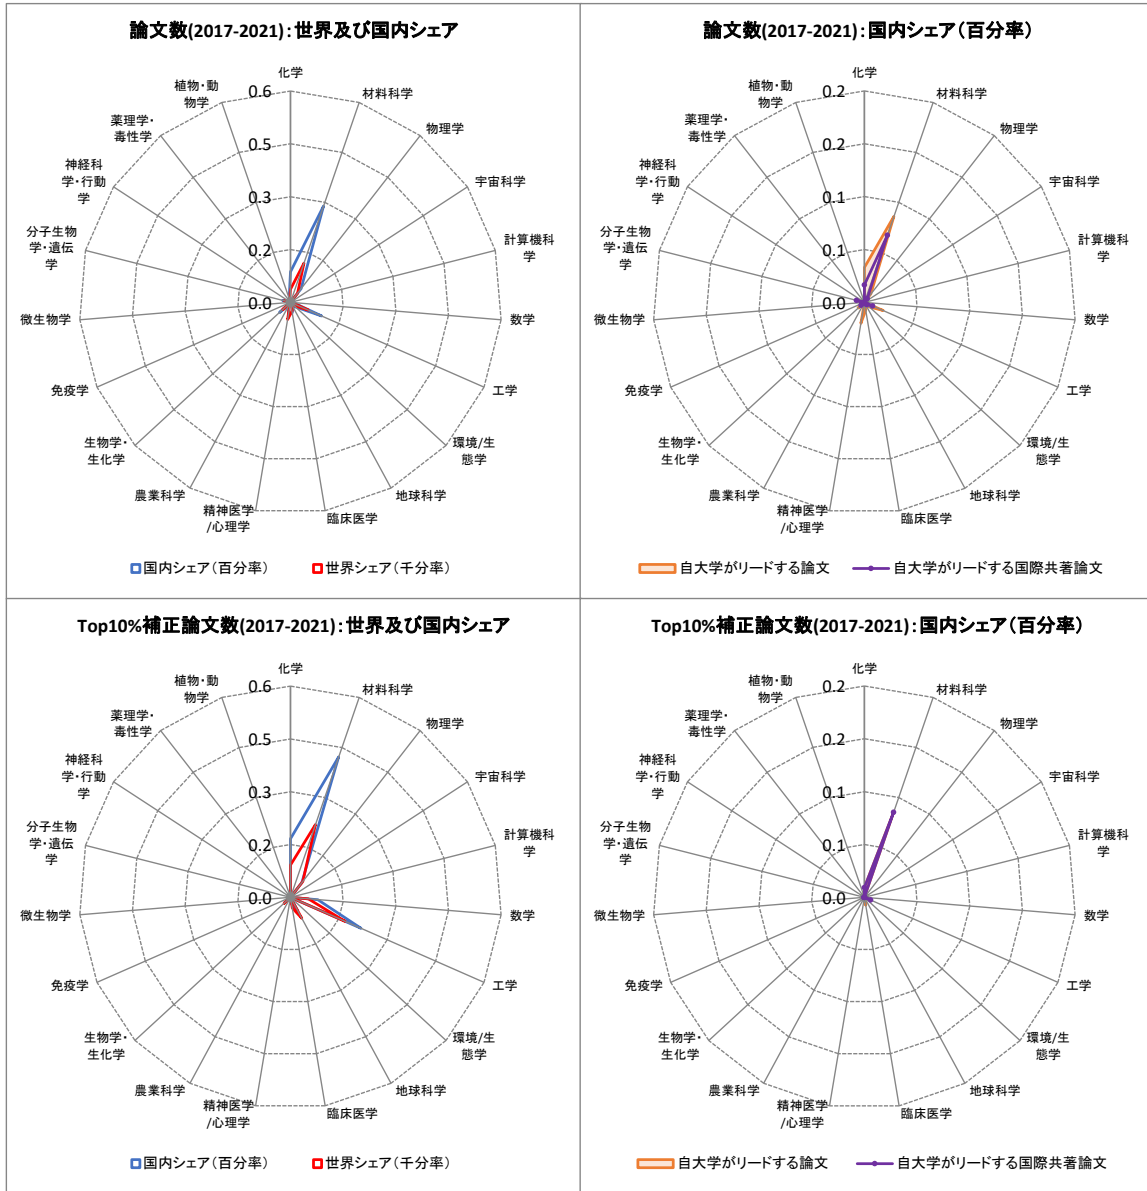 論文数(2017-2021):世界及び国内シェア
化学
材料科学
物理学
宇宙科学
計算機科
学
数学
工学
環境/生
態学
地球科学
臨床医学
精神医学
/心理学
農業科学
生物学・
生化学
免疫学
微生物学
分子生物
学・遺伝
学
神経科
学・行動
学
薬理学・
毒性学
植物・動
物学
0.6
0.5
0.3
0.2
0.0
国内シェア(百分率)
世界シェア(千分率)
論文数(2017-2021):国内シェア(百分率)
化学
材料科学
物理学
宇宙科学
計算機科
学
数学
工学
環境/生
態学
地球科学
臨床医学
精神医学
/心理学
農業科学
生物学・
生化学
免疫学
微生物学
分子生物
学・遺伝
学
神経科
学・行動
学
薬理学・
毒性学
植物・動
物学
0.2
0.2
0.1
0.1
0.0
自大学がリードする論文
自大学がリードする国際共著論文
Top10%補正論文数(2017-2021):世界及び国内シェア
化学
材料科学
物理学
宇宙科学
計算機科
学
数学
工学
環境/生
態学
地球科学
臨床医学
精神医学
/心理学
農業科学
生物学・
生化学
免疫学
微生物学
分子生物
学・遺伝
学
神経科
学・行動
学
薬理学・
毒性学
植物・動
物学
0.6
0.5
0.3
0.2
0.0
国内シェア(百分率)
世界シェア(千分率)
Top10%補正論文数(2017-2021):国内シェア(百分率)
化学
材料科学
物理学
宇宙科学
計算機科
学
数学
工学
環境/生
態学
地球科学
臨床医学
精神医学
/心理学
農業科学
生物学・
生化学
免疫学
微生物学
分子生物
学・遺伝
学
神経科
学・行動
学
薬理学・
毒性学
植物・動
物学
0.2
0.2
0.1
0.1
0.0
自大学がリードする論文
自大学がリードする国際共著論文